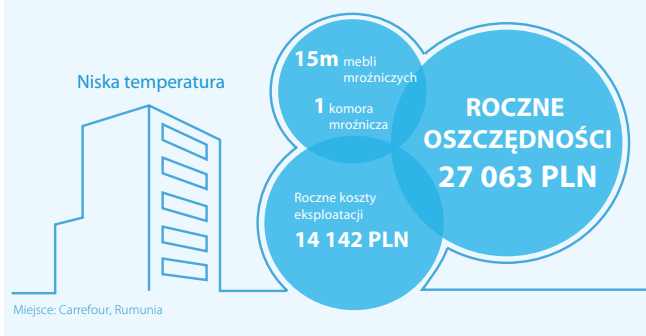 Niska temperatura
15m mebli
mroźniczych
1 komora
mroźnicza
ROCZNE
OSZCZĘDNOŚCI
27 063 PLN
Roczne koszty
eksploatacji
14 142 PLN
Miejsce: Carrefour, Rumunia